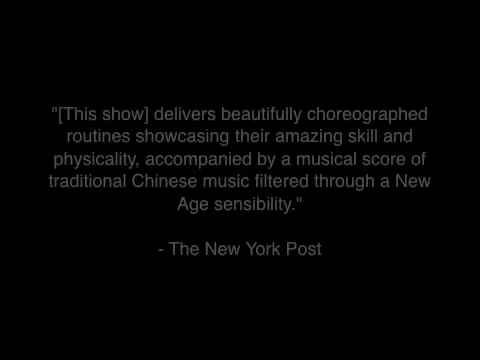 "[This show] delivers beautifully choreographed
routines showcasing their amazing skill and
physicality, accompanied by a musical score of
traditional Chinese music filtered through a New
Age sensibility."
- The New York Post